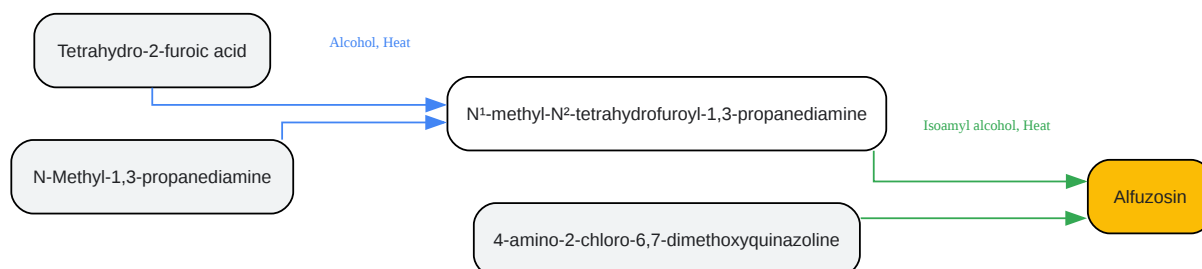 Tetrahydro-2-furoic acid
Alcohol, Heat
N¹-methyl-N²-tetrahydrofuroyl-1,3-propanediamine
Isoamyl alcohol, Heat
N-Methyl-1,3-propanediamine
Alfuzosin
4-amino-2-chloro-6,7-dimethoxyquinazoline